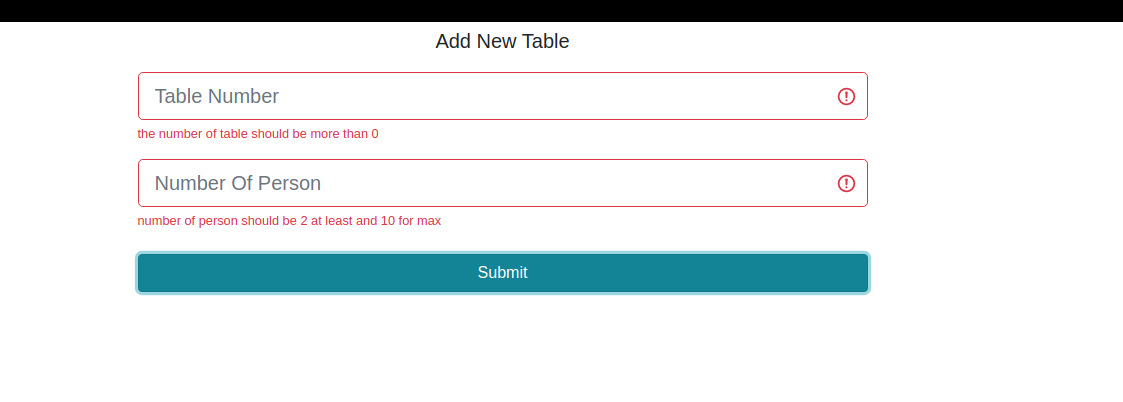 Add New Table
Table Number
the number of table should be more than 0
Number Of Person
number of person should be 2 at least and 10 for max
Submit